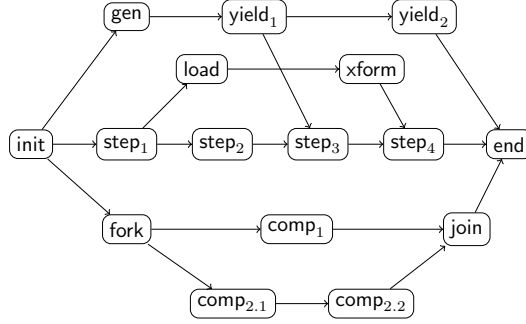 gen yield₁ yield₂
load xform
init step₁ step₂ step₃ step₄ end
fork comp₁ join
comp₂.₁ comp₂.₂